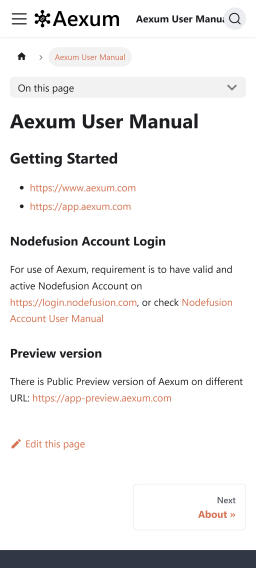 Aexum
Aexum User Manu
Aexum User Manual
On this page
Aexum User Manual
Getting Started
https://www.aexum.com
https://app.aexum.com
Nodefusion Account Login
For use of Aexum, requirement is to have valid and
active Nodefusion Account on
https://login.nodefusion.com, or check Nodefusion
Account User Manual
Preview version
There is Public Preview version of Aexum on different
URL: https://app-preview.aexum.com
Edit this page
Next
About »